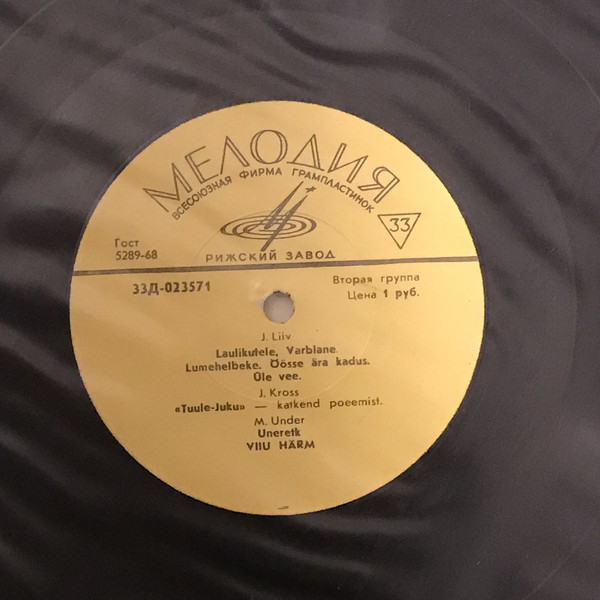 МЕЛОДИЯ
ВСЕСОЮЗНАЯ ФИРМА ГРАМПЛАСТИНОК
33
Гост
5289-68
РИЖСКИЙ ЗАВОД
33Д-023571
Вторая группа
Цена 1 руб.
J. Liiv
Laulikutele, Varblane.
Lumehelbeke. Öösse ära kadus.
Üle vee.
J. Kross
«Tuule-Juku» — katkend poeemist.
M. Under
Uneretk
VIIU HÄRM